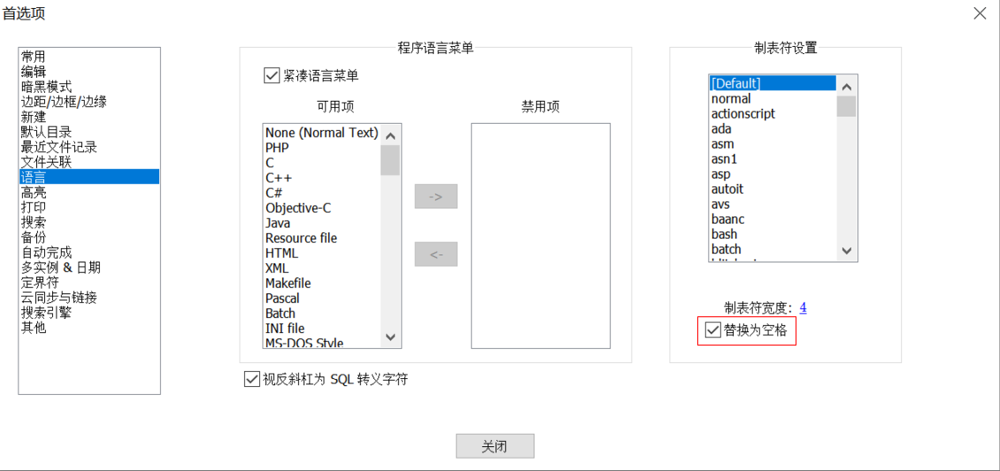 首选项
常用
编辑
暗黑模式
边距/边框/边缘
新建
默认目录
最近文件记录
文件关联
语言
高亮
打印
搜索
备份
自动完成
多实例 & 日期
定界符
云同步与链接
搜索引擎
其他
程序语言菜单
紧凑语言菜单
可用项
禁用项
None (Normal Text)
PHP
C
C++
C#
Objective-C
Java
Resource file
HTML
XML
Makefile
Pascal
Batch
INI file
MS-DOS Style
->
<-
视反斜杠为 SQL 转义字符
制表符设置
[Default]
normal
actionscript
ada
asm
asn1
asp
autoit
avs
baanc
bash
batch
制表符宽度: 4
替换为空格
关闭